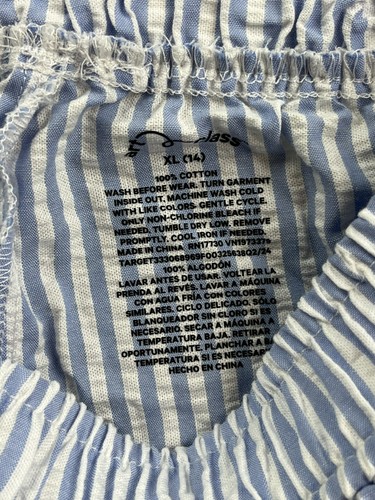 art class
XL (14)
100% COTTON
WASH BEFORE WEAR. TURN GARMENT
INSIDE OUT, MACHINE WASH COLD
WITH LIKE COLORS. GENTLE CYCLE.
ONLY NON-CHLORINE BLEACH IF
NEEDED. TUMBLE DRY LOW, REMOVE
PROMPTLY. COOL IRON IF NEEDED.
MADE IN CHINA RN17730 VN1973379
TARGET333068969F00325638Q2/24
100% ALGODÓN
LAVAR ANTES DE USAR. VOLTEAR LA
PRENDA AL REVÉS. LAVAR A MÁQUINA
CON AGUA FRÍA CON COLORES
SIMILARES. CICLO DELICADO. SÓLO
BLANQUEADOR SIN CLORO SI ES
NECESARIO. SECAR A MÁQUINA A
TEMPERATURA BAJA. RETIRAR
OPORTUNAMENTE. PLANCHAR A BAJA
TEMPERATURA SI ES NECESARIO
HECHO EN CHINA